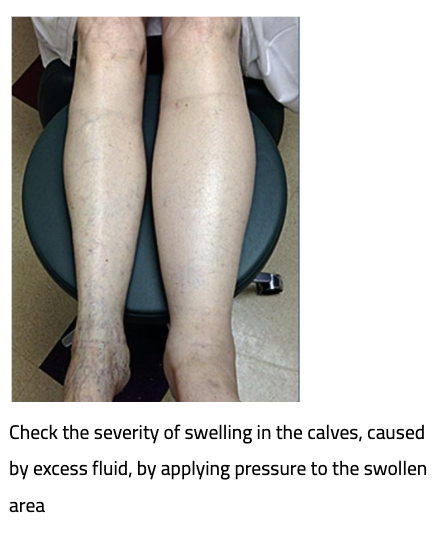 Check the severity of swelling in the calves, caused
by excess fluid, by applying pressure to the swollen
area